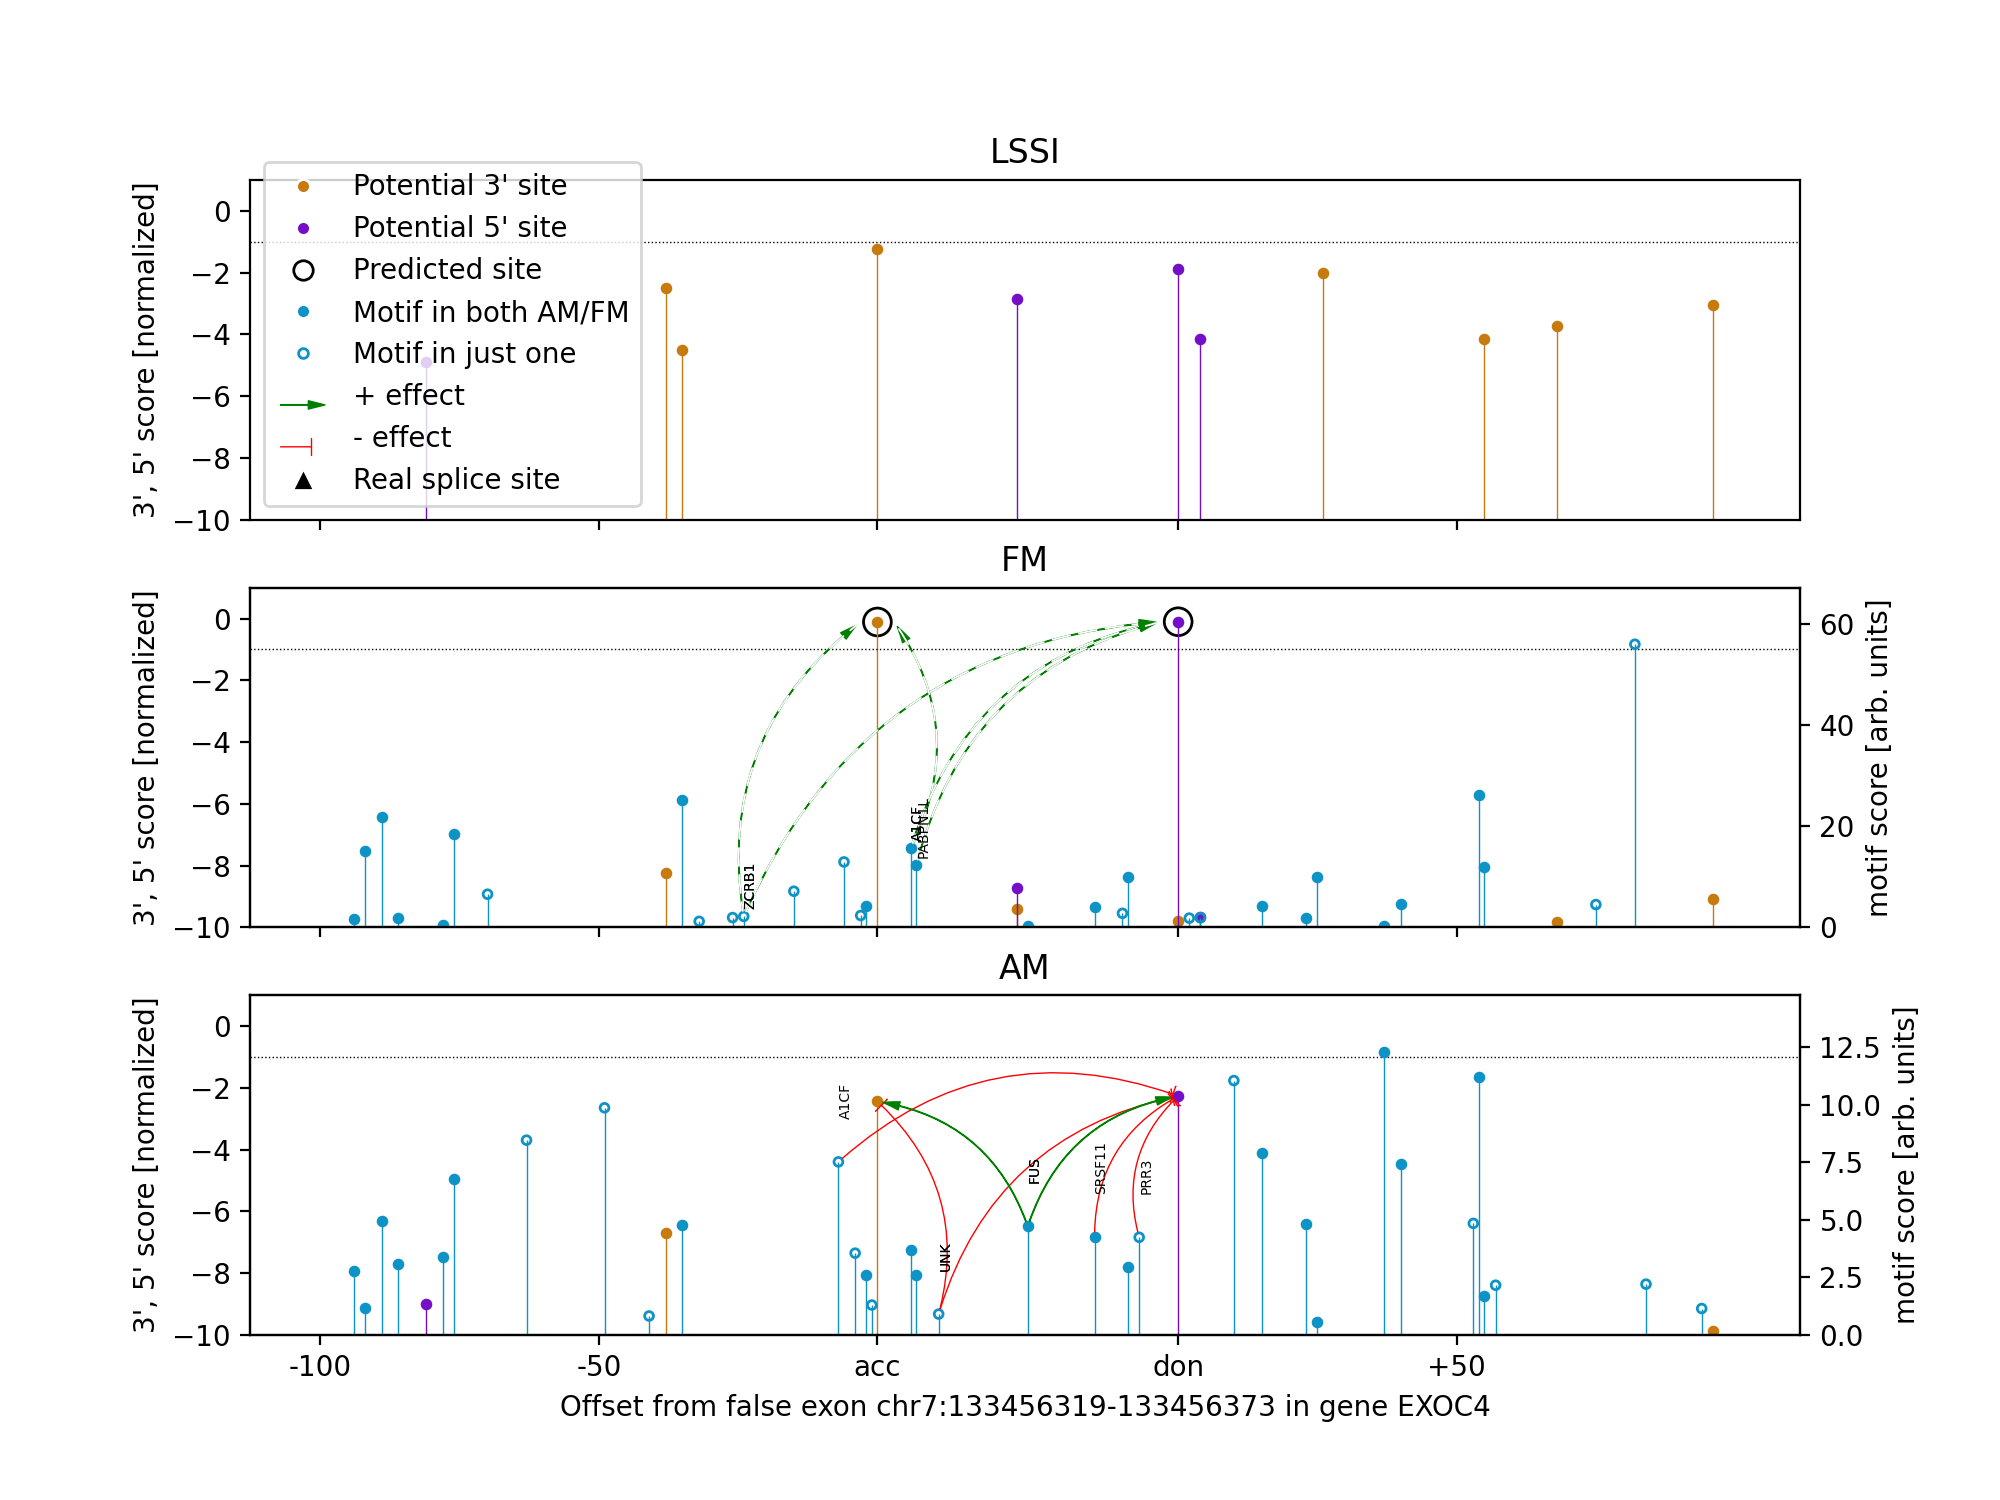 LSSI
3', 5' score [normalized]
0
−2
−4
−6
−8
−10
Potential 3' site
Potential 5' site
Predicted site
Motif in both AM/FM
Motif in just one
+ effect
- effect
Real splice site
FM
3', 5' score [normalized]
0
−2
−4
−6
−8
−10
ZCRB1
A1CF
PABPN1L
60
40
20
0
motif score [arb. units]
AM
3', 5' score [normalized]
0
−2
−4
−6
−8
−10
A1CF
UNK
FUS
SRSF11
PRR3
12.5
10.0
7.5
5.0
2.5
0.0
motif score [arb. units]
-100
-50
acc
don
+50
Offset from false exon chr7:133456319-133456373 in gene EXOC4